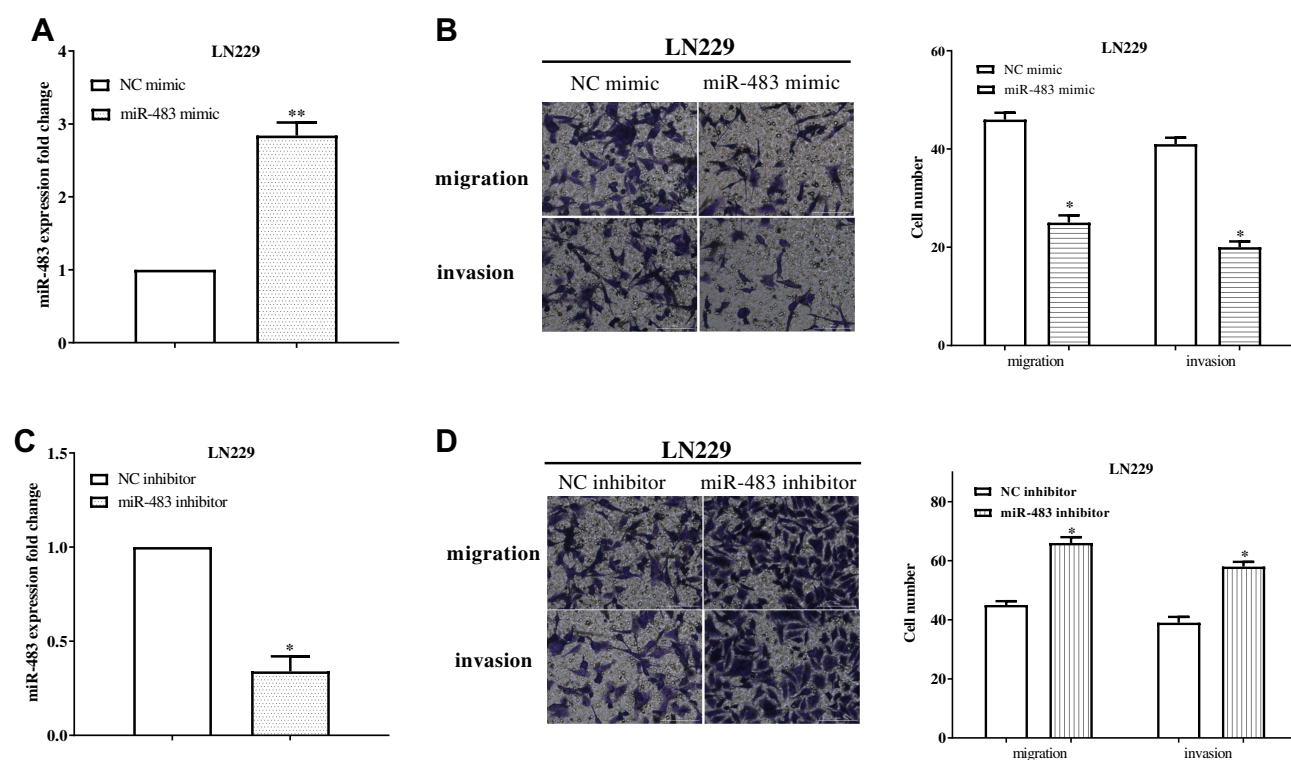 A
LN229
NC mimic
miR-483 mimic
**
miR-483 expression fold change
4
3
2
1
0
B
LN229
NC mimic miR-483 mimic
migration
invasion
LN229
NC mimic
miR-483 mimic
Cell number
60
40
20
0
*
*
migration invasion
C
LN229
NC inhibitor
miR-483 inhibitor
*
miR-483 expression fold change
1.5
1.0
0.5
0.0
D
LN229
NC inhibitor miR-483 inhibitor
migration
invasion
LN229
NC inhibitor
miR-483 inhibitor
Cell number
80
60
40
20
0
*
*
migration invasion